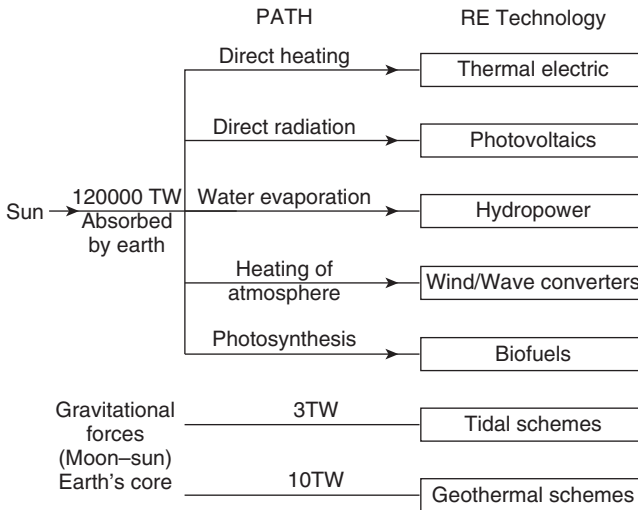 PATH
RE Technology
Direct heating
Thermal electric
Direct radiation
Photovoltaics
Sun
120000 TW
Absorbed
by earth
Water evaporation
Hydropower
Heating of
atmosphere
Wind/Wave converters
Photosynthesis
Biofuels
Gravitational
forces
(Moon–sun)
Earth's core
3TW
Tidal schemes
10TW
Geothermal schemes